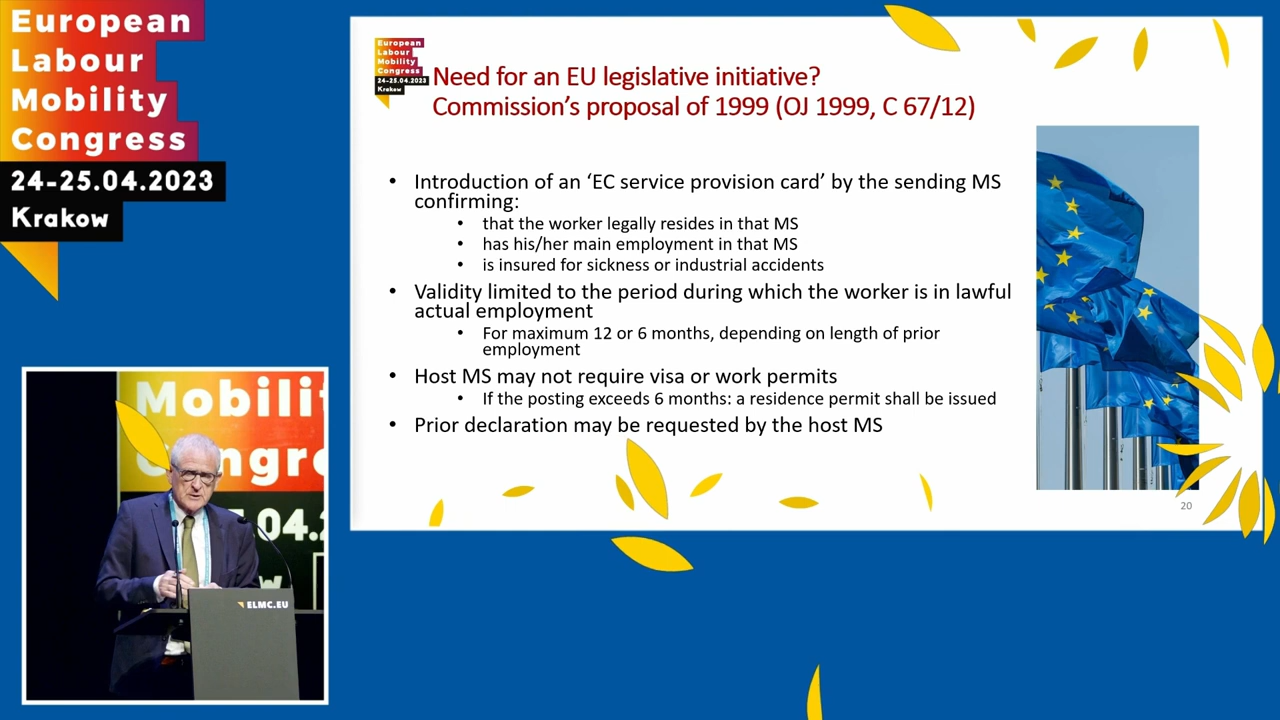 European
Labour
Mobility
Congress
24-25.04.2023
Krakow
European
Labour
Mobility
Congress
24-25.04.2023
Krakow
Need for an EU legislative initiative?
Commission's proposal of 1999 (OJ 1999, C 67/12)
• Introduction of an 'EC service provision card' by the sending MS
confirming:
• that the worker legally resides in that MS
• has his/her main employment in that MS
• is insured for sickness or industrial accidents
• Validity limited to the period during which the worker is in lawful
actual employment
• For maximum 12 or 6 months, depending on length of prior
employment
• Host MS may not require visa or work permits
• If the posting exceeds 6 months: a residence permit shall be issued
• Prior declaration may be requested by the host MS
20
Mobilit
Congre
5.04.2
w
ELMC.EU